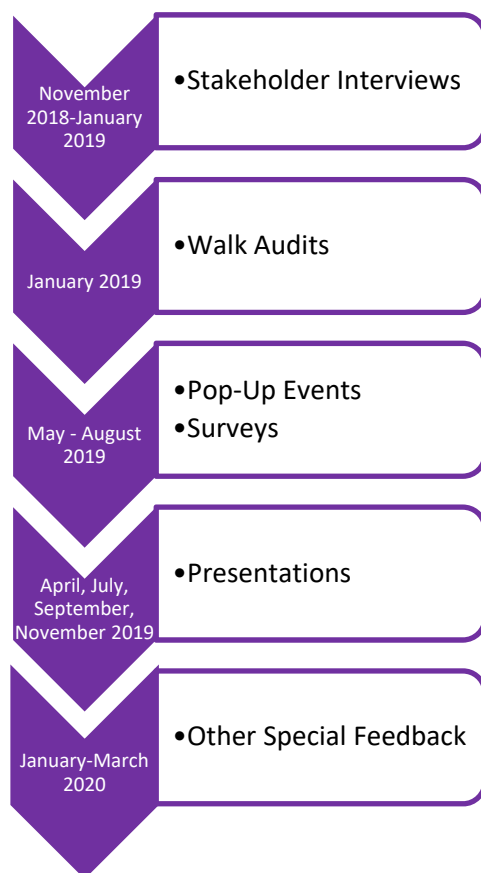 November
2018-January
2019
•Stakeholder Interviews
January 2019
•Walk Audits
May - August
2019
•Pop-Up Events
•Surveys
April, July,
September,
November 2019
•Presentations
January-March
2020
•Other Special Feedback